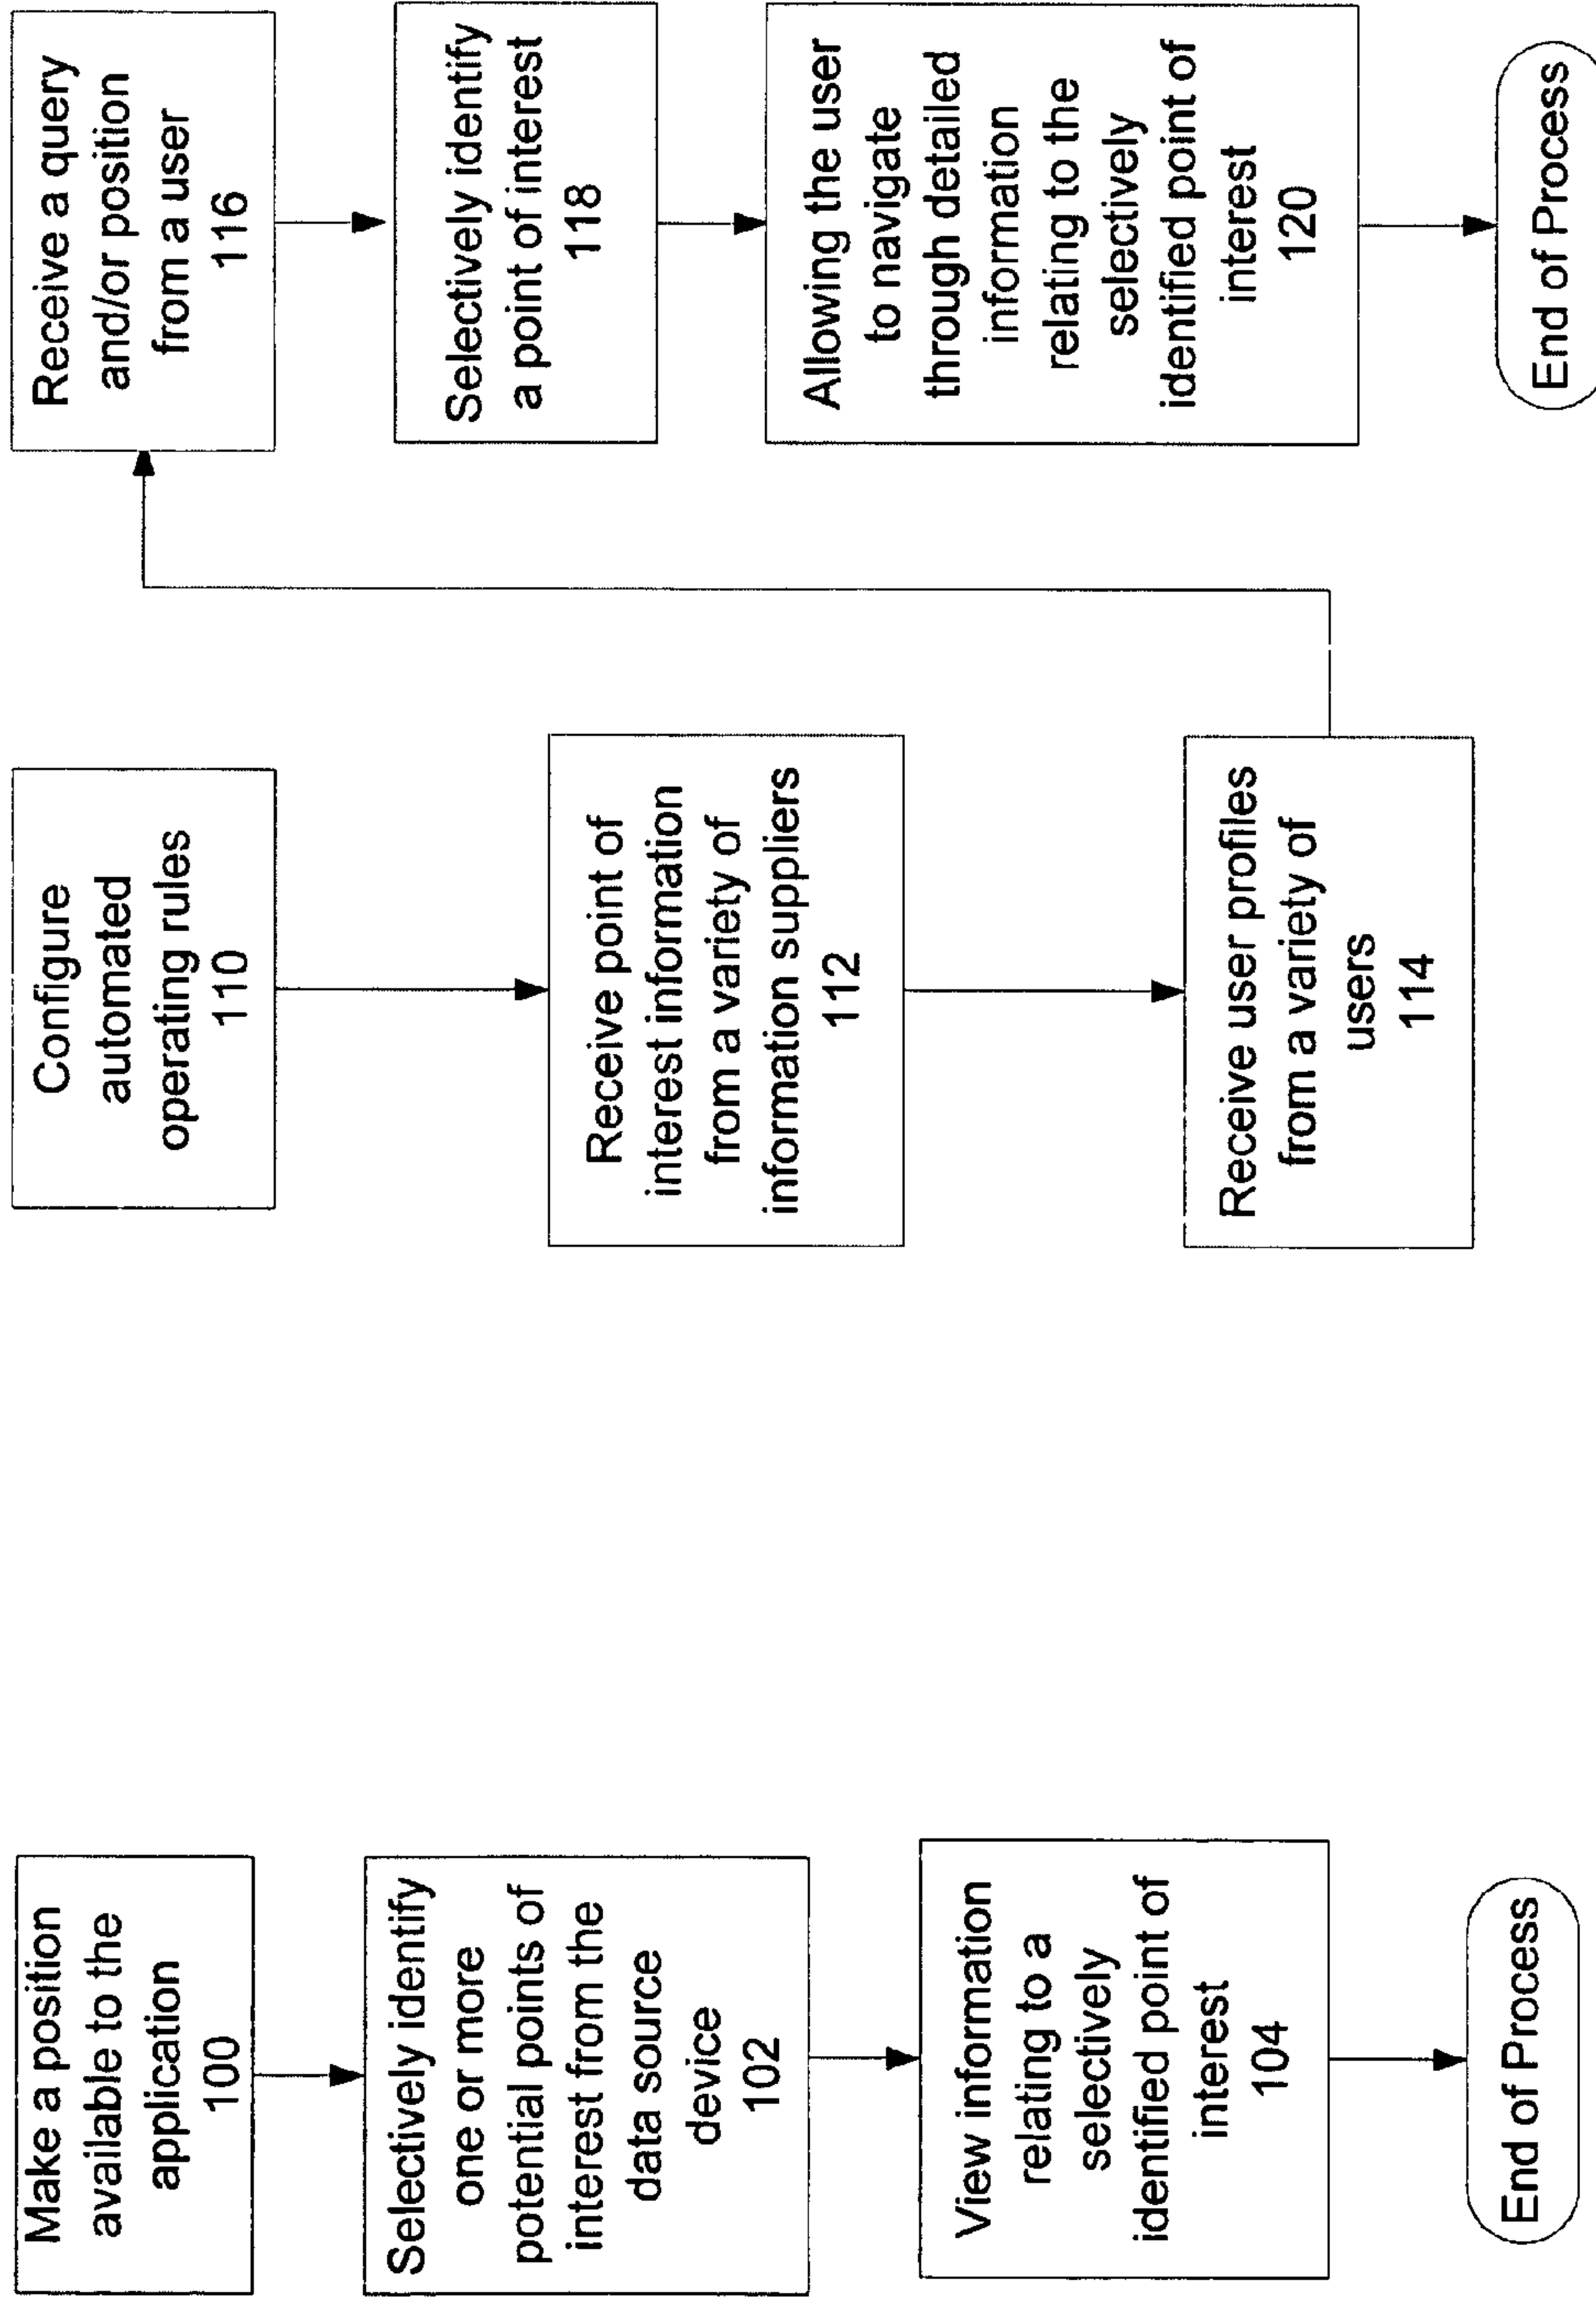 Make a position
available to the
application
100
Selectively identify
one or more
potential points of
interest from the
data source
device
102
View information
relating to a
selectively
identified point of
interest
104
End of Process
Configure
automated
operating rules
110
Receive point of
interest information
from a variety of
information suppliers
112
Receive user profiles
from a variety of
users
114
Receive a query
and/or position
from a user
116
Selectively identify
a point of interest
118
Allowing the user
to navigate
through detailed
information
relating to the
selectively
identified point of
interest
120
End of Process